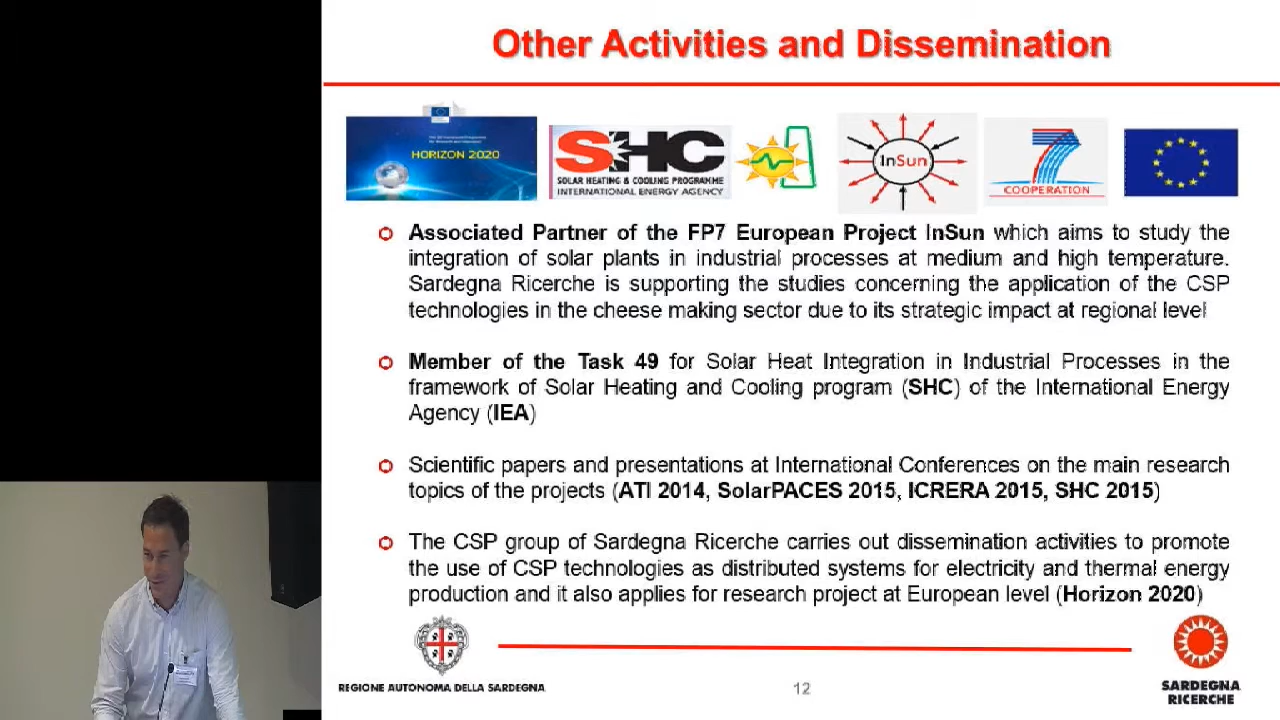 Other Activities and Dissemination
HORIZON 2020
SHC
SOLAR HEATING & COOLING PROGRAMME
INTERNATIONAL ENERGY AGENCY
InSun
7
COOPERATION
Associated Partner of the FP7 European Project InSun which aims to study the
integration of solar plants in industrial processes at medium and high temperature.
Sardegna Ricerche is supporting the studies concerning the application of the CSP
technologies in the cheese making sector due to its strategic impact at regional level
Member of the Task 49 for Solar Heat Integration in Industrial Processes in the
framework of Solar Heating and Cooling program (SHC) of the International Energy
Agency (IEA)
Scientific papers and presentations at International Conferences on the main research
topics of the projects (ATI 2014, SolarPACES 2015, ICRERA 2015, SHC 2015)
The CSP group of Sardegna Ricerche carries out dissemination activities to promote
the use of CSP technologies as distributed systems for electricity and thermal energy
production and it also applies for research project at European level (Horizon 2020)
REGIONE AUTONOMA DELLA SARDEGNA
12
SARDEGNA
RICERCHE